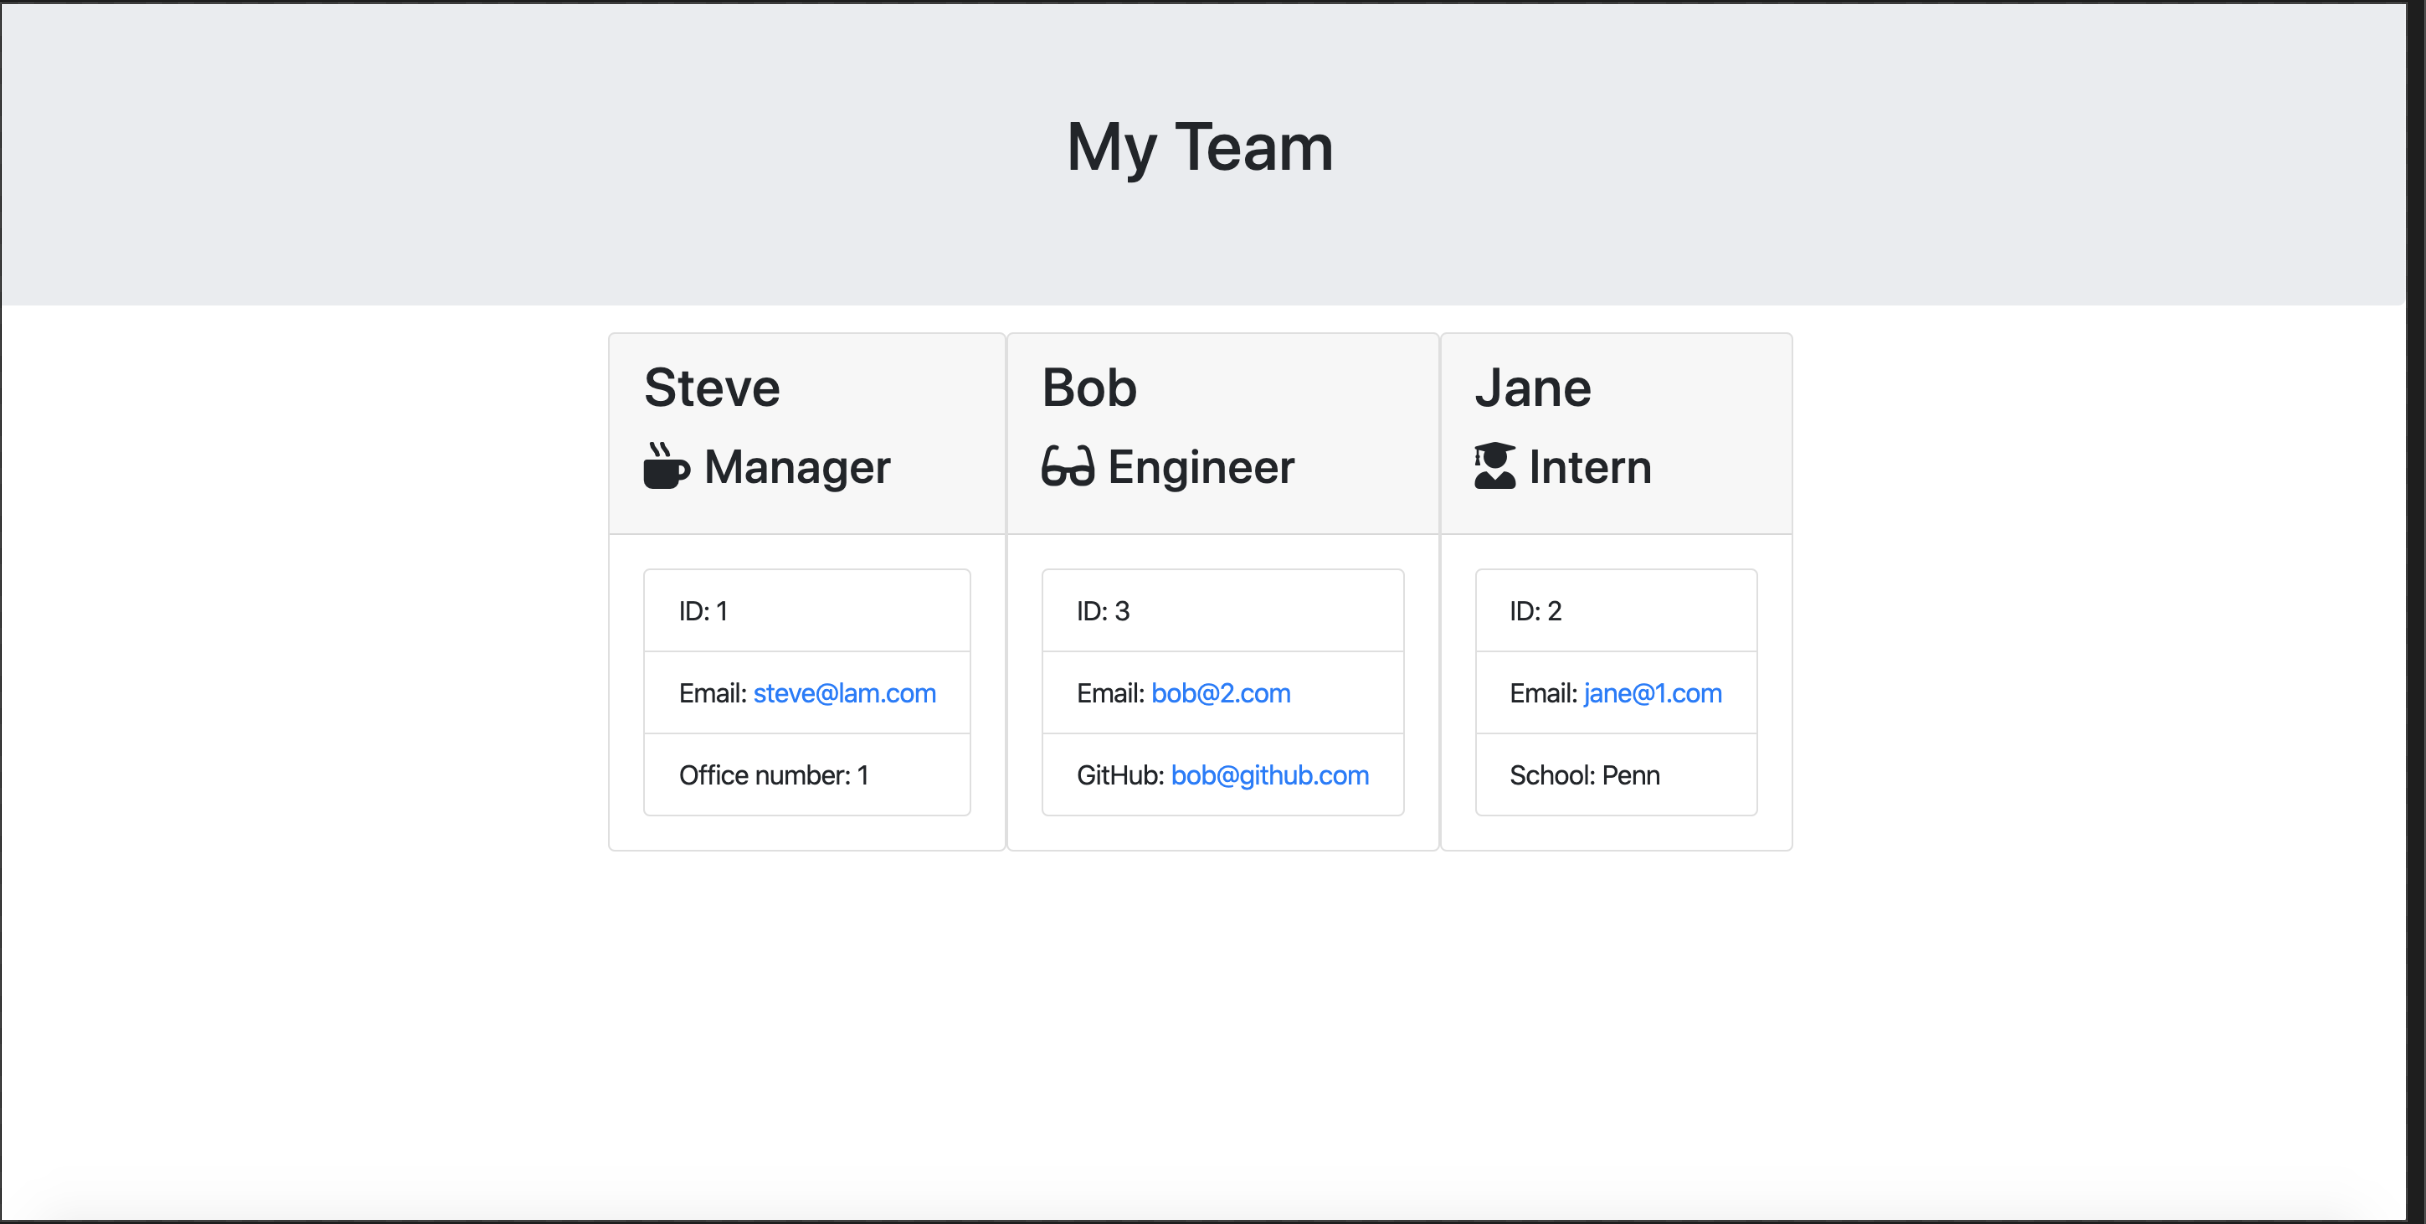 My Team
Steve
Manager
ID: 1
Email: steve@lam.com
Office number: 1
Bob
Engineer
ID: 3
Email: bob@2.com
GitHub: bob@github.com
Jane
Intern
ID: 2
Email: jane@1.com
School: Penn